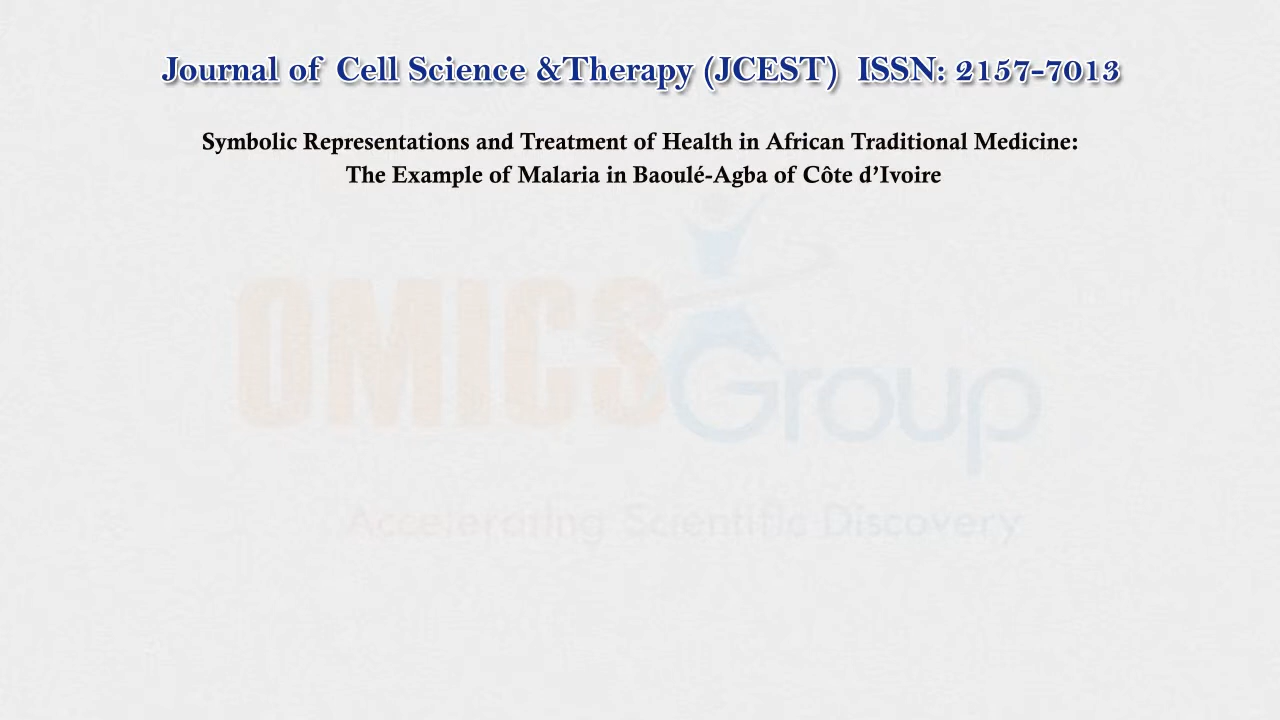 Journal of Cell Science &Therapy (JCEST) ISSN: 2157-7013
Symbolic Representations and Treatment of Health in African Traditional Medicine:
The Example of Malaria in Baoulé-Agba of Côte d’Ivoire
OMICS Group
Accelerating Scientific Discovery